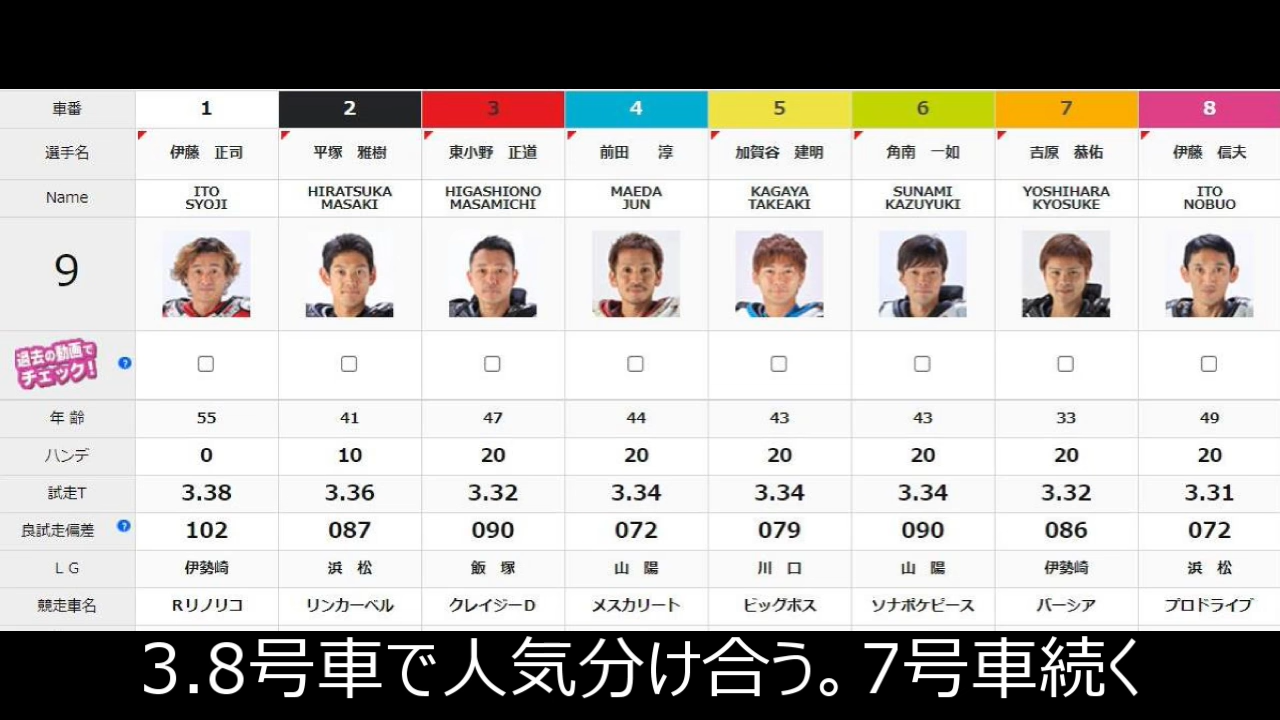 車番 1 2 3 4 5 6 7 8
選手名 伊藤 正司 平塚 雅樹 東小野 正道 前田 淳 加賀谷 建明 角南 一如 吉原 恭佑 伊藤 信夫
Name ITO SYOJI HIRATSUKA MASAKI HIGASHIONO MASAMICHI MAEDA JUN KAGAYA TAKEAKI SUNAMI KAZUYUKI YOSHIHARA KYOSUKE ITO NOBUO
9
過去の動画でチェック! ?
年齢 55 41 47 44 43 43 33 49
ハンデ 0 10 20 20 20 20 20 20
試走T 3.38 3.36 3.32 3.34 3.34 3.34 3.32 3.31
良試走偏差 ? 102 087 090 072 079 090 086 072
LG 伊勢崎 浜松 飯塚 山陽 川口 山陽 伊勢崎 浜松
競走車名 Rリノリコ リンカーベル クレイジーD メスカリート ビッグボス ソナポケピース バーシア プロドライブ
3.8号車で人気分け合う。7号車続く